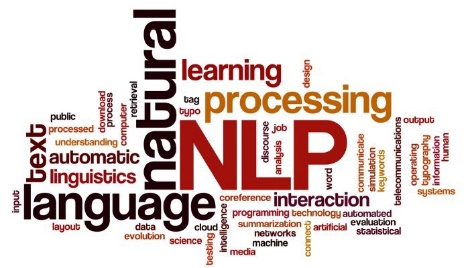 natural
learning
design
download
process
computer
retrieval
tag
typo
processing
public
processed
understanding
text
automatic
linguistics
NLP
discourse
analysis
job
word
communicate
simulation
keywords
telecommunications
output
operating
typography
information
human
systems
input
language
coreference
interaction
programming technology automated
layout
data
evolution
cloud
science
testing
intelligence
summarization
networks
machine
media
connect
artificial
evaluation
statistical